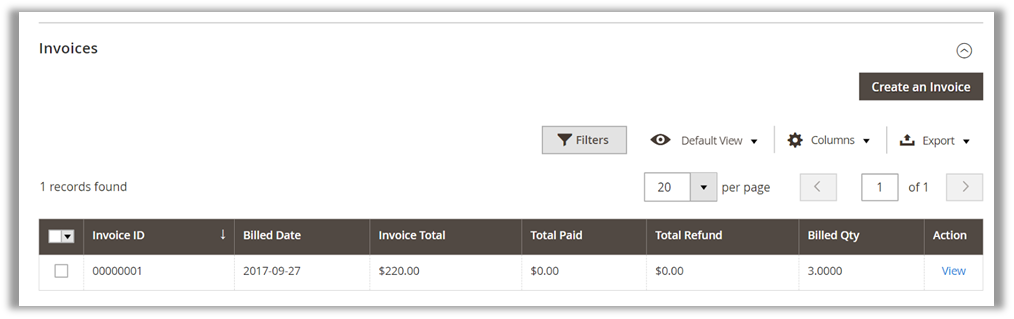 Invoices
Create an Invoice
Filters Default View Columns Export
1 records found 20 per page 1 of 1
Invoice ID ↓ Billed Date Invoice Total Total Paid Total Refund Billed Qty Action
00000001 2017-09-27 $220.00 $0.00 $0.00 3.0000 View